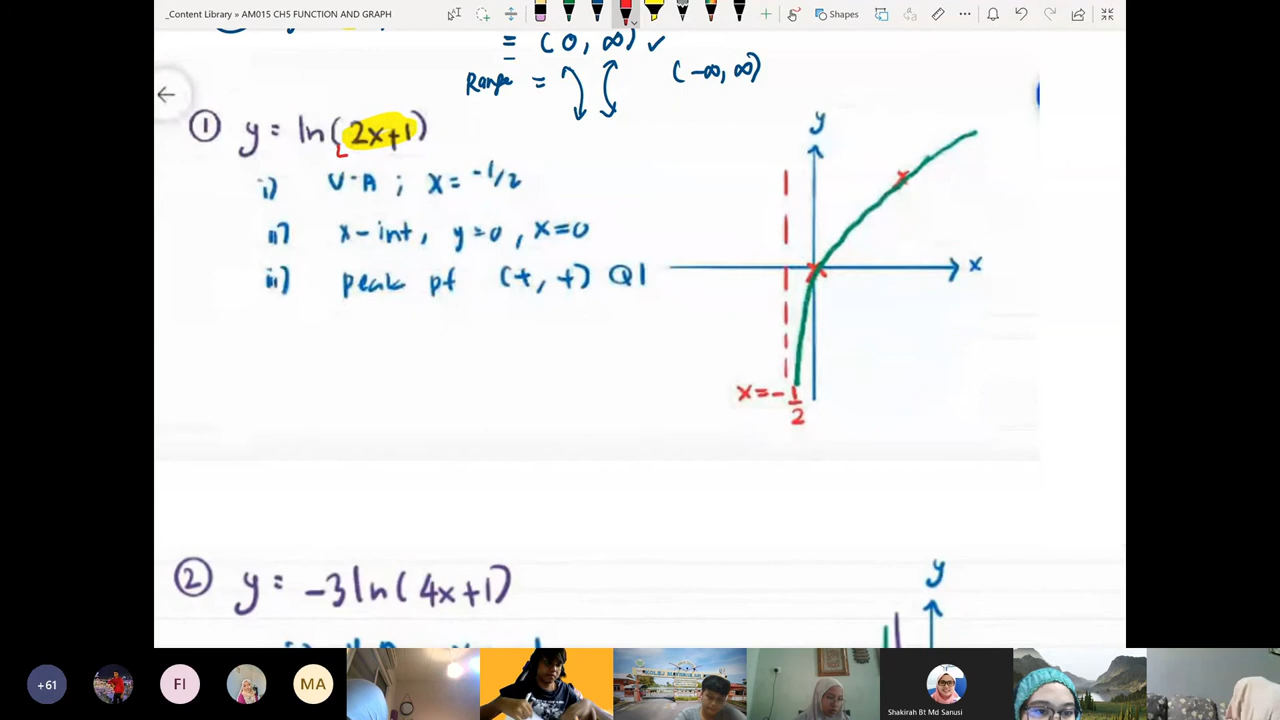 _Content Library » AM015 CH5 FUNCTION AND GRAPH
Shapes
= (0, ∞) ✓
Range = (-∞, ∞)
① y = ln(2x+1)
i) V-A ; x = -1/2
ii) x-int, y=0, x=0
iii) peak pt (+, +) Q1
y
x
x=-1/2
② y = -3ln(4x+1)
y
+61
FI
MA
Shakirah Bt Md Sanusi